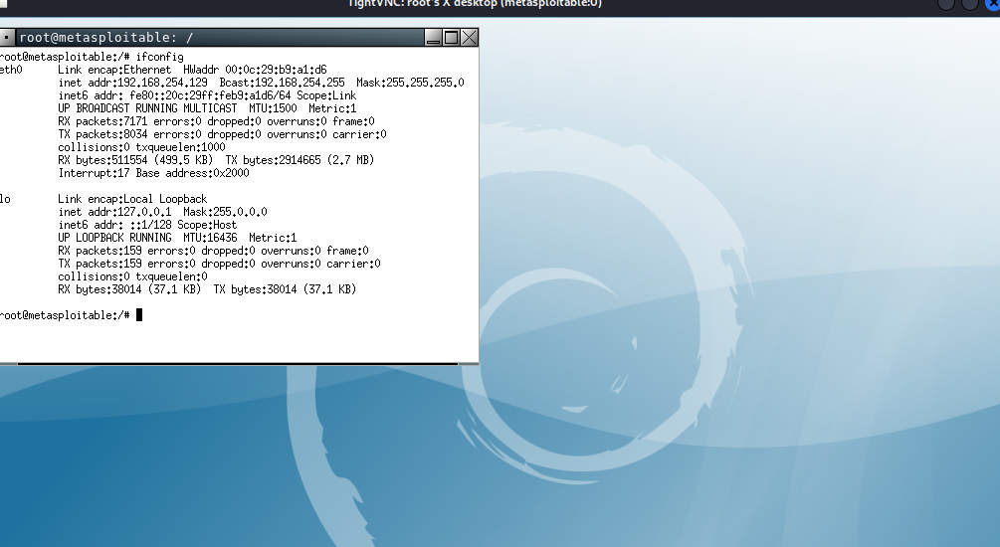 TightVNC: root's X desktop (metasploitable:0)
root@metasploitable: /
root@metasploitable:/# ifconfig
eth0 Link encap:Ethernet HWaddr 00:0c:29:b9:a1:d6
inet addr:192.168.254.129 Bcast:192.168.254.255 Mask:255.255.255.0
inet6 addr: fe80::20c:29ff:feb9:a1d6/64 Scope:Link
UP BROADCAST RUNNING MULTICAST MTU:1500 Metric:1
RX packets:7171 errors:0 dropped:0 overruns:0 frame:0
TX packets:8034 errors:0 dropped:0 overruns:0 carrier:0
collisions:0 txqueuelen:1000
RX bytes:511554 (499.5 KB) TX bytes:2914665 (2.7 MB)
Interrupt:17 Base address:0x2000
lo Link encap:Local Loopback
inet addr:127.0.0.1 Mask:255.0.0.0
inet6 addr: ::1/128 Scope:Host
UP LOOPBACK RUNNING MTU:16436 Metric:1
RX packets:159 errors:0 dropped:0 overruns:0 frame:0
TX packets:159 errors:0 dropped:0 overruns:0 carrier:0
collisions:0 txqueuelen:0
RX bytes:38014 (37.1 KB) TX bytes:38014 (37.1 KB)
root@metasploitable:/#